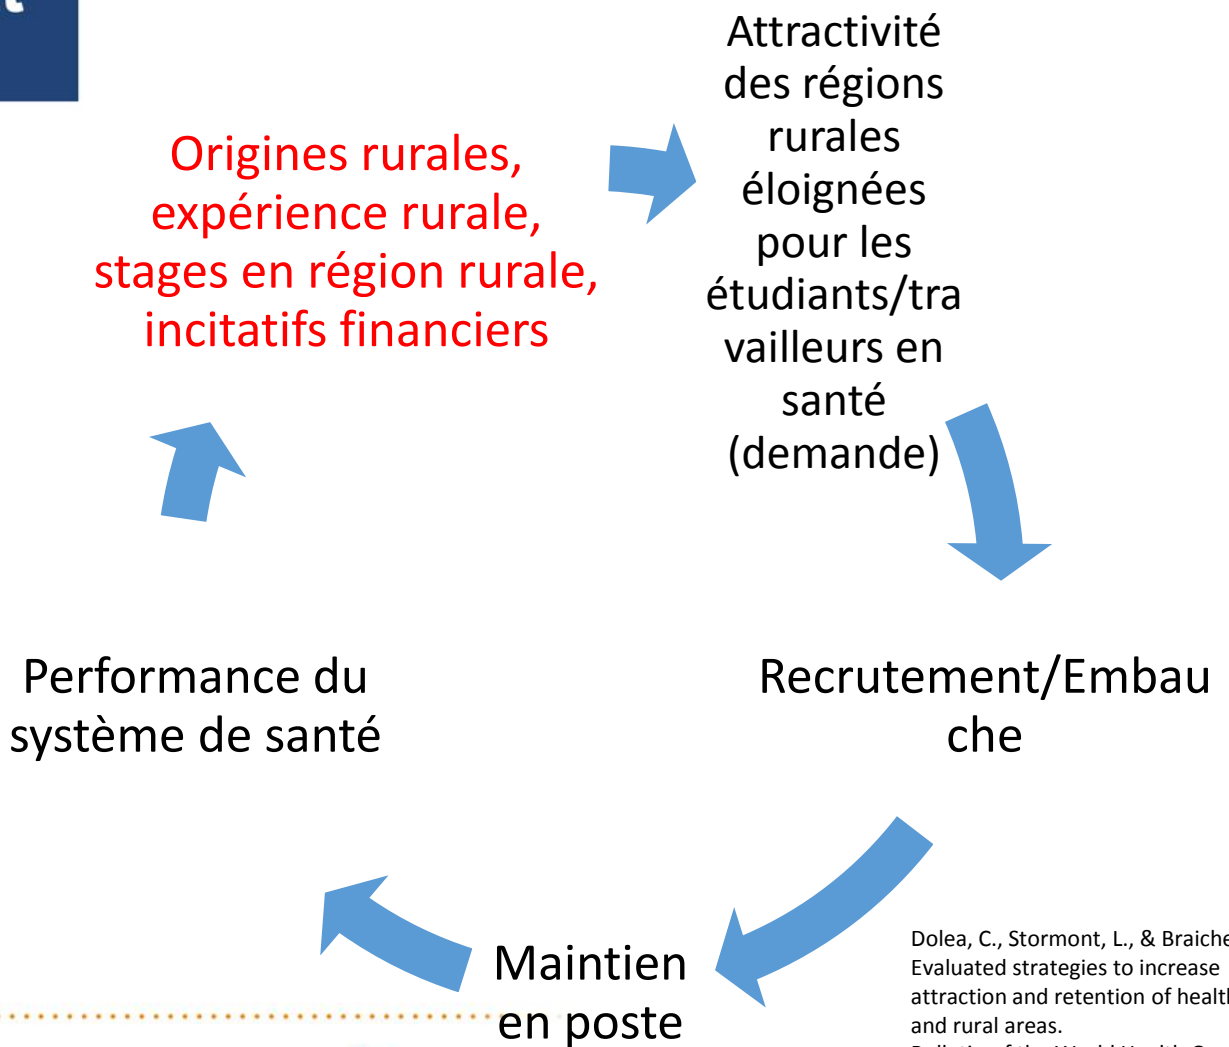 Attractivité
des régions
rurales
éloignées
pour les
étudiants/tra
vailleurs en
santé
(demande)
Origines rurales,
expérience rurale,
stages en région rurale,
incitatifs financiers
Performance du
système de santé
Recrutement/Embau
che
Maintien
en poste
Dolea, C., Stormont, L., & Braiche
Evaluated strategies to increase
attraction and retention of health
and rural areas.